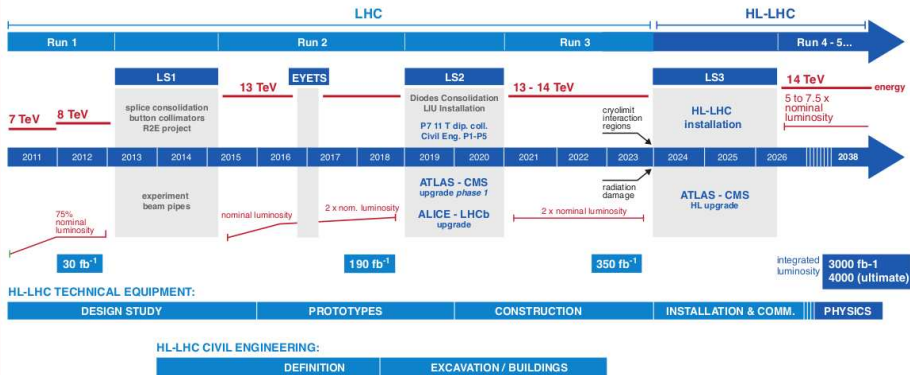 LHC HL-LHC
Run 1 Run 2 Run 3 Run 4 - 5...
LS1 EYETS LS2 LS3
7 TeV 8 TeV 13 TeV 13 - 14 TeV 14 TeV energy
splice consolidation
button collimators
R2E project
Diodes Consolidation
LIU Installation
P7 11 T dip. coll.
Civil Eng. P1-P5
cryolimit
interaction
regions
HL-LHC
installation
5 to 7.5 x
nominal
luminosity
2011 2012 2013 2014 2015 2016 2017 2018 2019 2020 2021 2022 2023 2024 2025 2026 2038
75%
nominal
luminosity
experiment
beam pipes
nominal luminosity
2 x nom. luminosity
ATLAS - CMS
upgrade phase 1
ALICE - LHCb
upgrade
2 x nominal luminosity
radiation
damage
ATLAS - CMS
HL upgrade
30 fb-1 190 fb-1 350 fb-1
integrated
luminosity
3000 fb-1
4000 (ultimate)
HL-LHC TECHNICAL EQUIPMENT:
DESIGN STUDY PROTOTYPES CONSTRUCTION INSTALLATION & COMM. PHYSICS
HL-LHC CIVIL ENGINEERING:
DEFINITION EXCAVATION / BUILDINGS